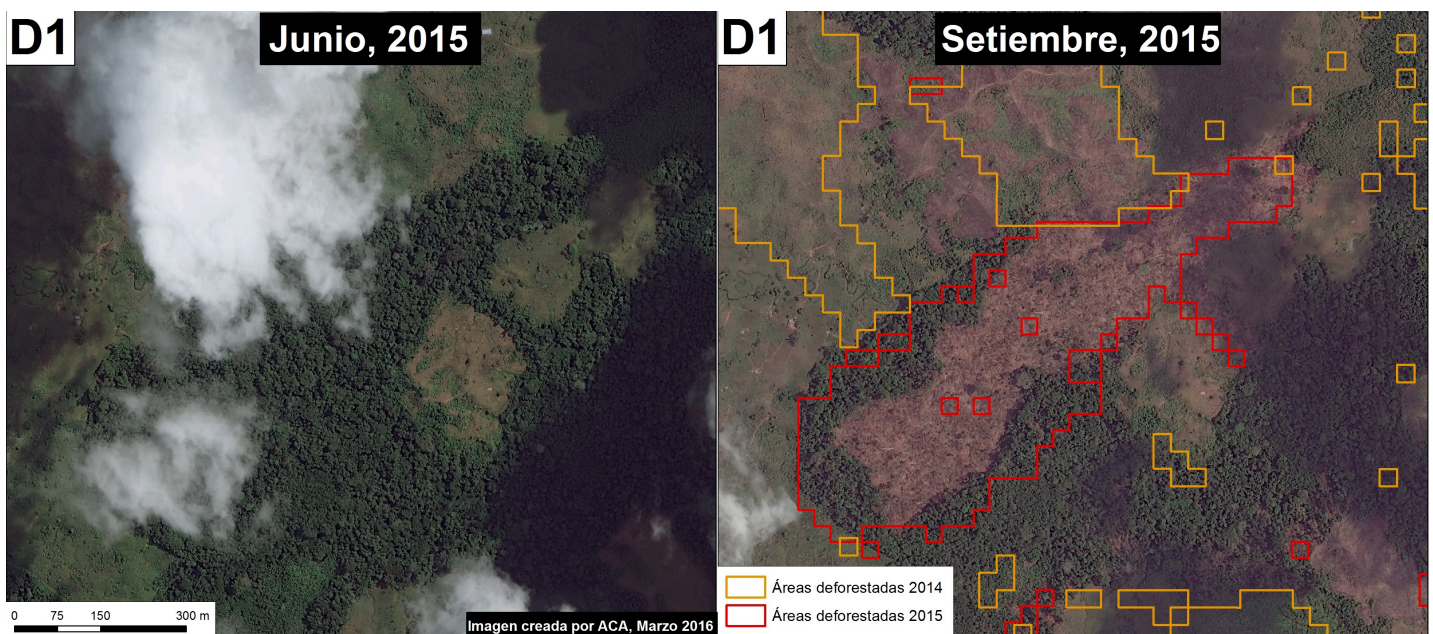 D1
Junio, 2015
0 75 150 300 m
Imagen creada por ACA, Marzo 2016
D1
Setiembre, 2015
Áreas deforestadas 2014
Áreas deforestadas 2015